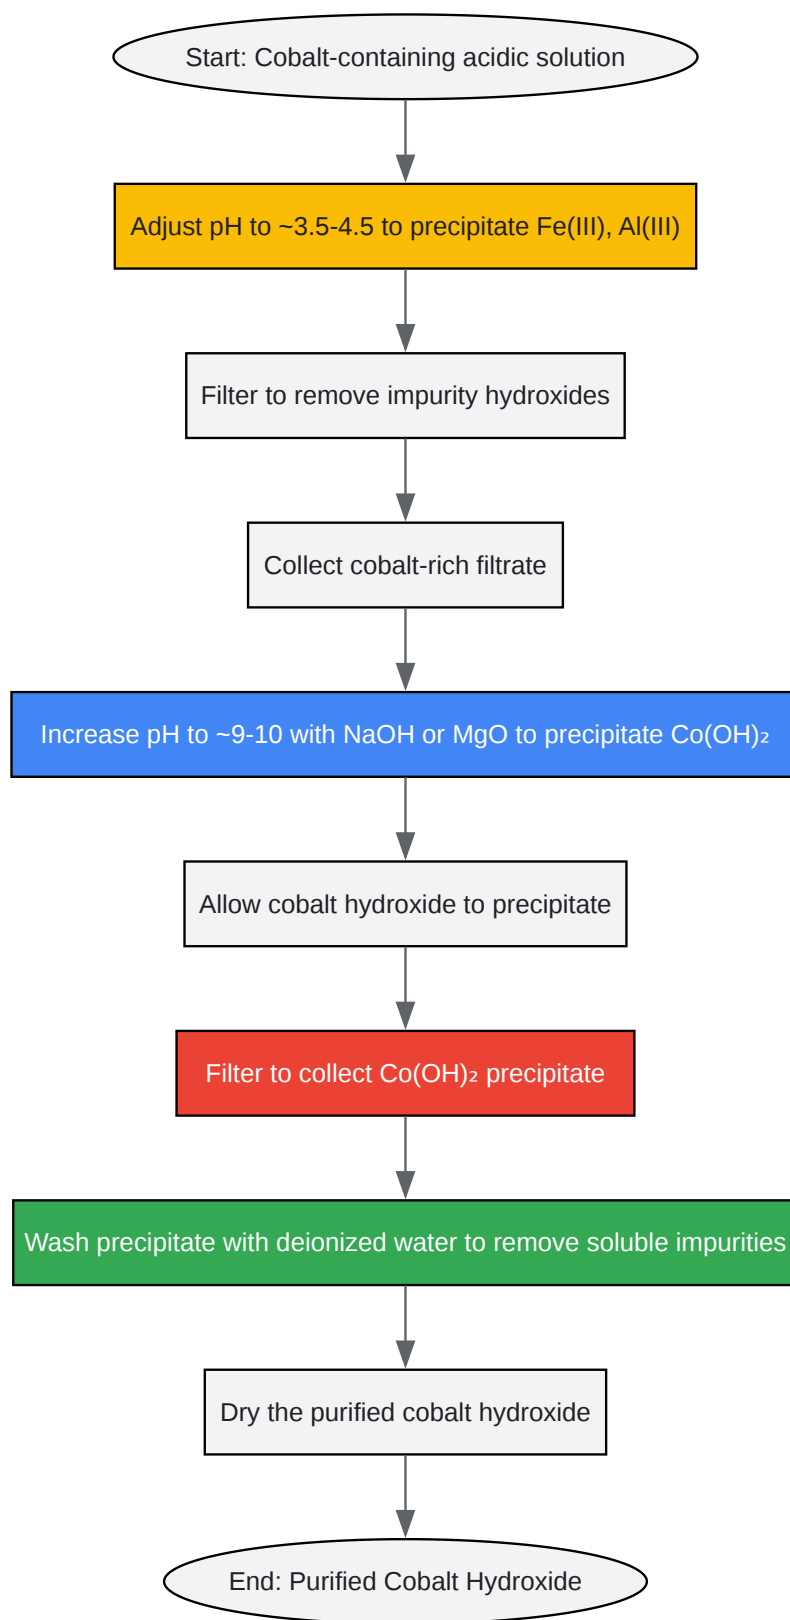 Start: Cobalt-containing acidic solution
Adjust pH to ~3.5-4.5 to precipitate Fe(III), Al(III)
Filter to remove impurity hydroxides
Collect cobalt-rich filtrate
Increase pH to ~9-10 with NaOH or MgO to precipitate Co(OH)₂
Allow cobalt hydroxide to precipitate
Filter to collect Co(OH)₂ precipitate
Wash precipitate with deionized water to remove soluble impurities
Dry the purified cobalt hydroxide
End: Purified Cobalt Hydroxide